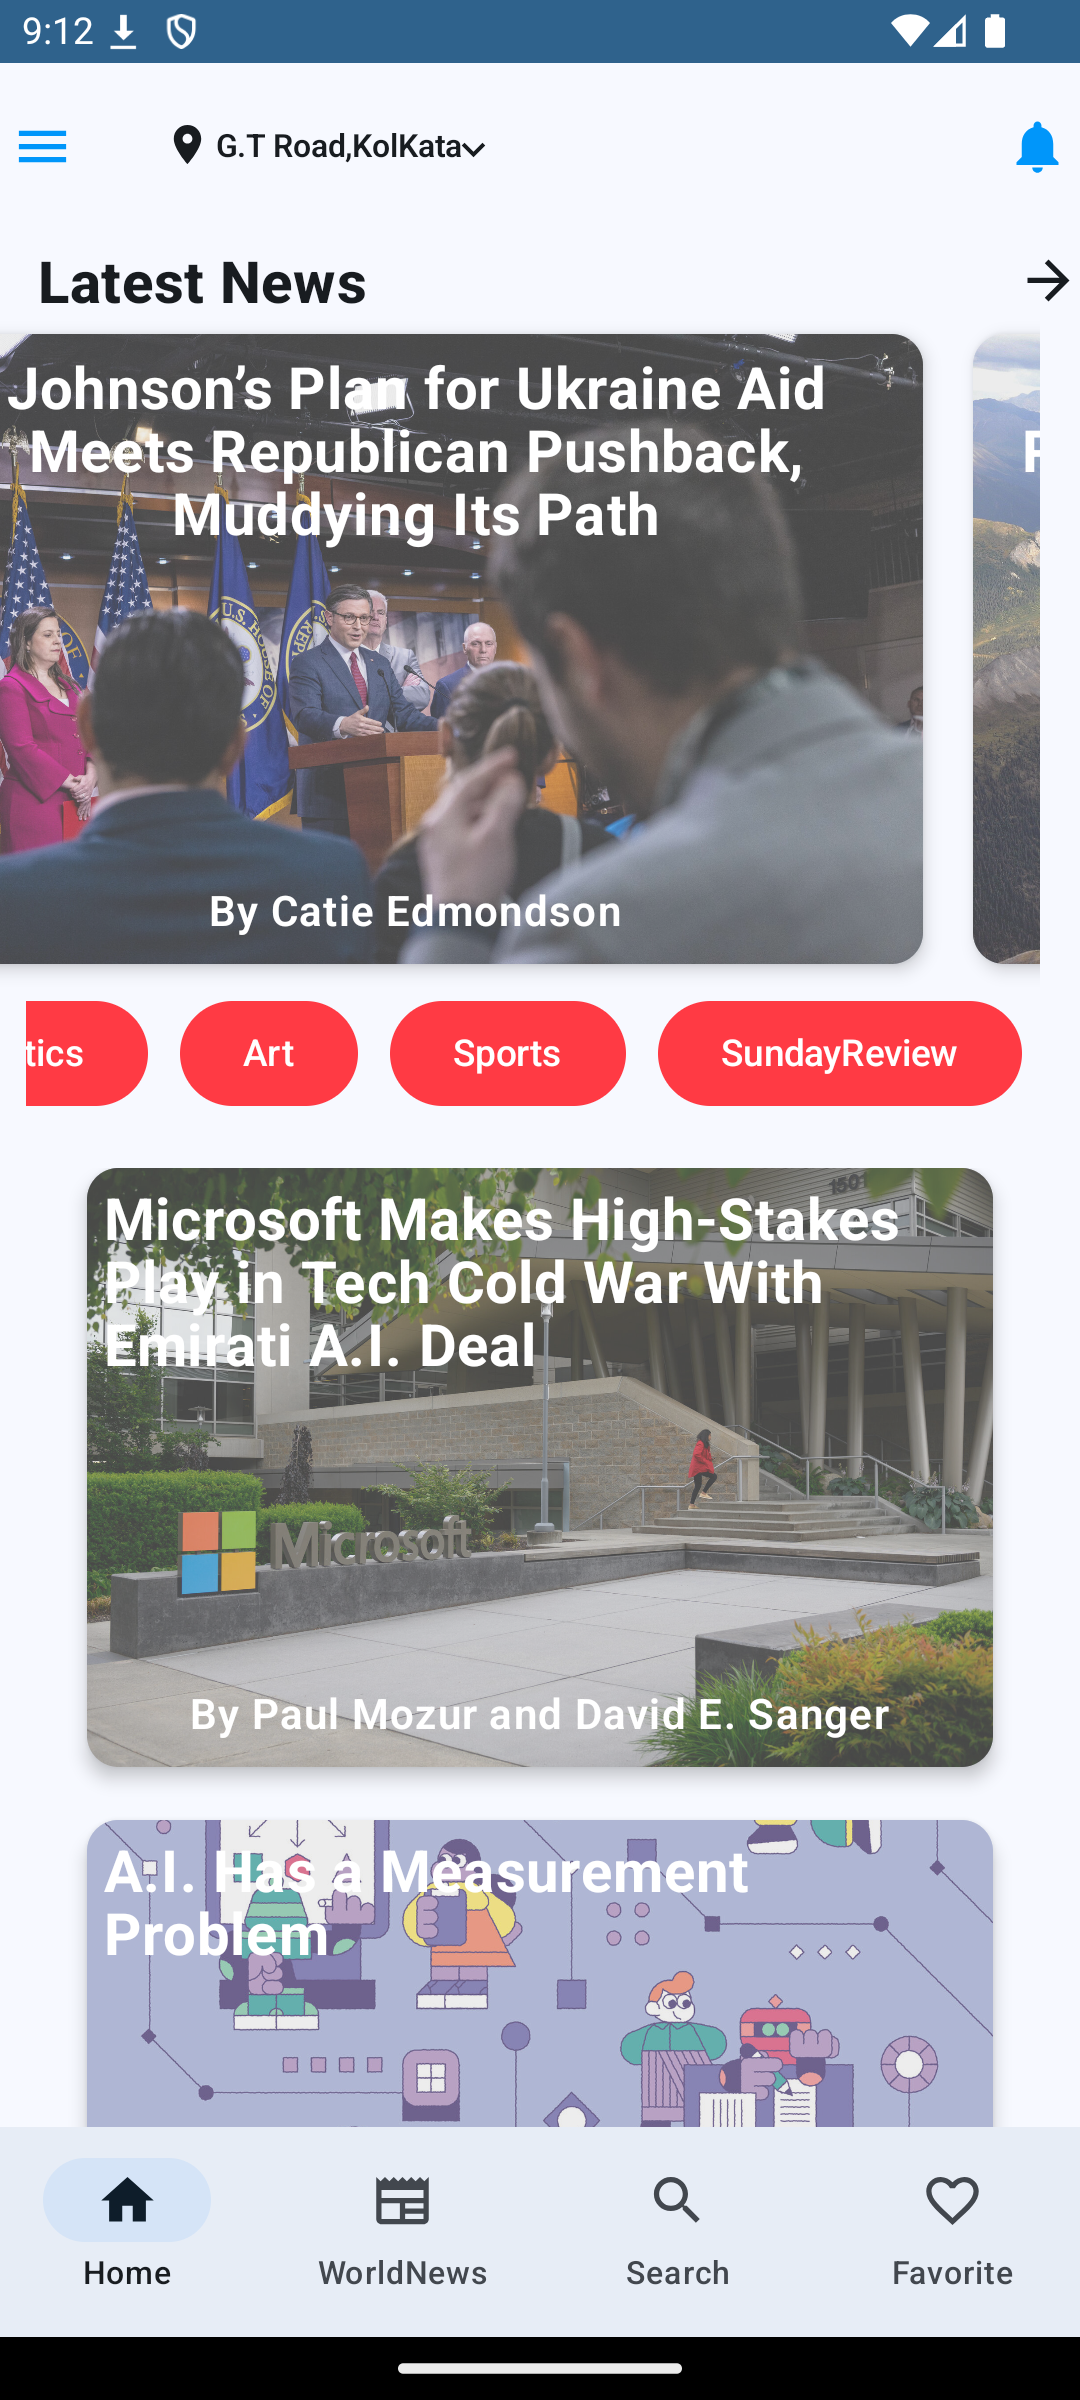 9:12
G.T Road,KolKata
Latest News
Johnson’s Plan for Ukraine Aid
Meets Republican Pushback,
Muddying Its Path
By Catie Edmondson
tics
Art
Sports
SundayReview
1501
Microsoft Makes High-Stakes
Play in Tech Cold War With
Emirati A.I. Deal
Microsoft
By Paul Mozur and David E. Sanger
A.I. Has a Measurement
Problem
Home
WorldNews
Search
Favorite